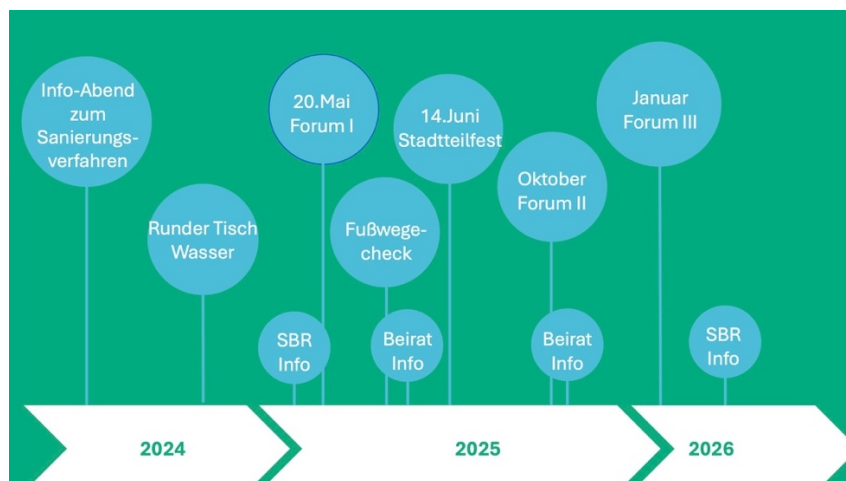 Info-Abend
zum
Sanierungs-
verfahren
Runder Tisch
Wasser
SBR
Info
20.Mai
Forum I
Fußwege-
check
Beirat
Info
14.Juni
Stadtteilfest
Oktober
Forum II
Beirat
Info
Januar
Forum III
SBR
Info
2024
2025
2026